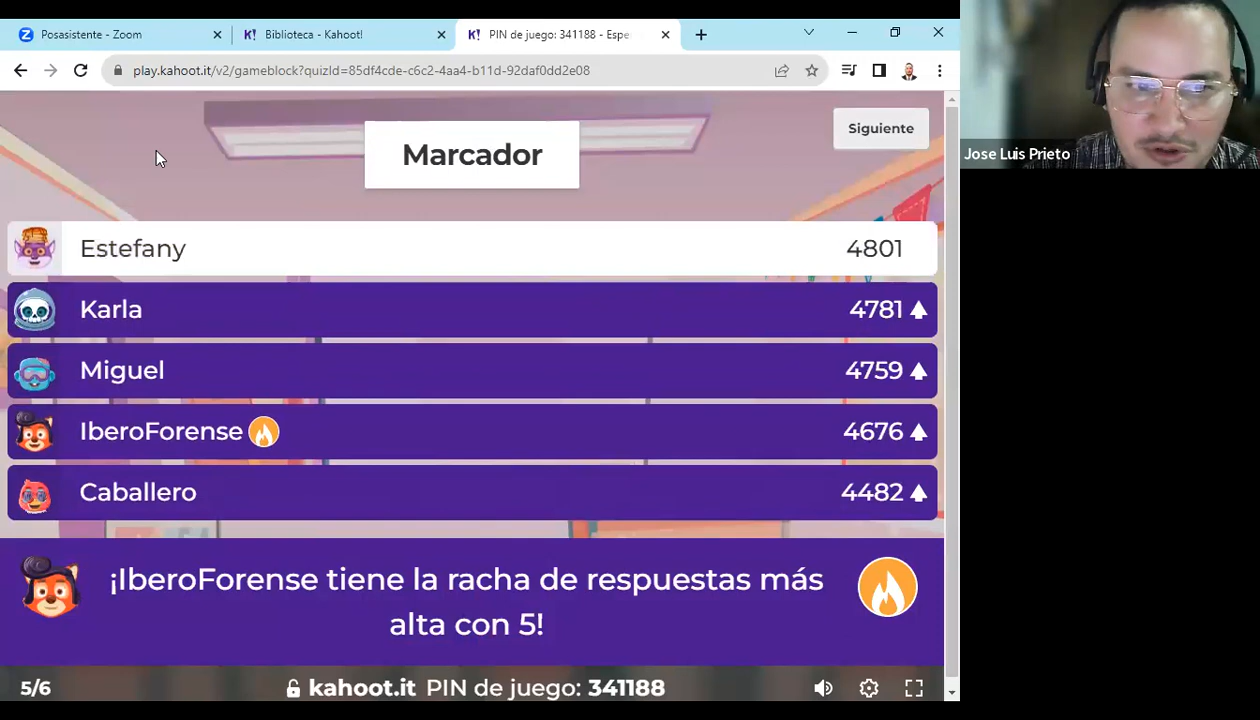 Posasistente - Zoom
K! Biblioteca - Kahoot!
K! PIN de juego: 341188 - Espe
play.kahoot.it/v2/gameblock?quizId=85df4cde-c6c2-4aa4-b11d-92daf0dd2e08
Siguiente
Marcador
Jose Luis Prieto
Estefany 4801
Karla 4781
Miguel 4759
IberoForense 4676
Caballero 4482
¡IberoForense tiene la racha de respuestas más
alta con 5!
5/6
kahoot.it PIN de juego: 341188